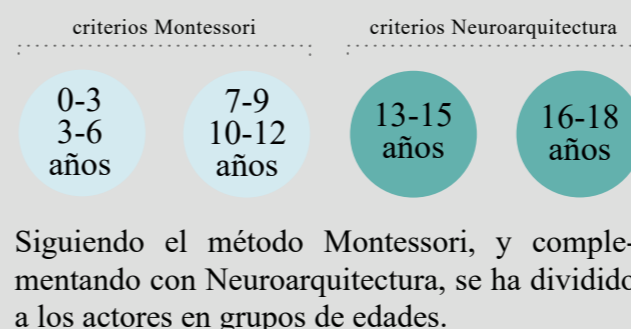 criterios Montessori
criterios Neuroarquitectura
0-3
3-6
años
7-9
10-12
años
13-15
años
16-18
años
Siguiendo el método Montessori, y comple-
mentando con Neuroarquitectura, se ha dividido
a los actores en grupos de edades.